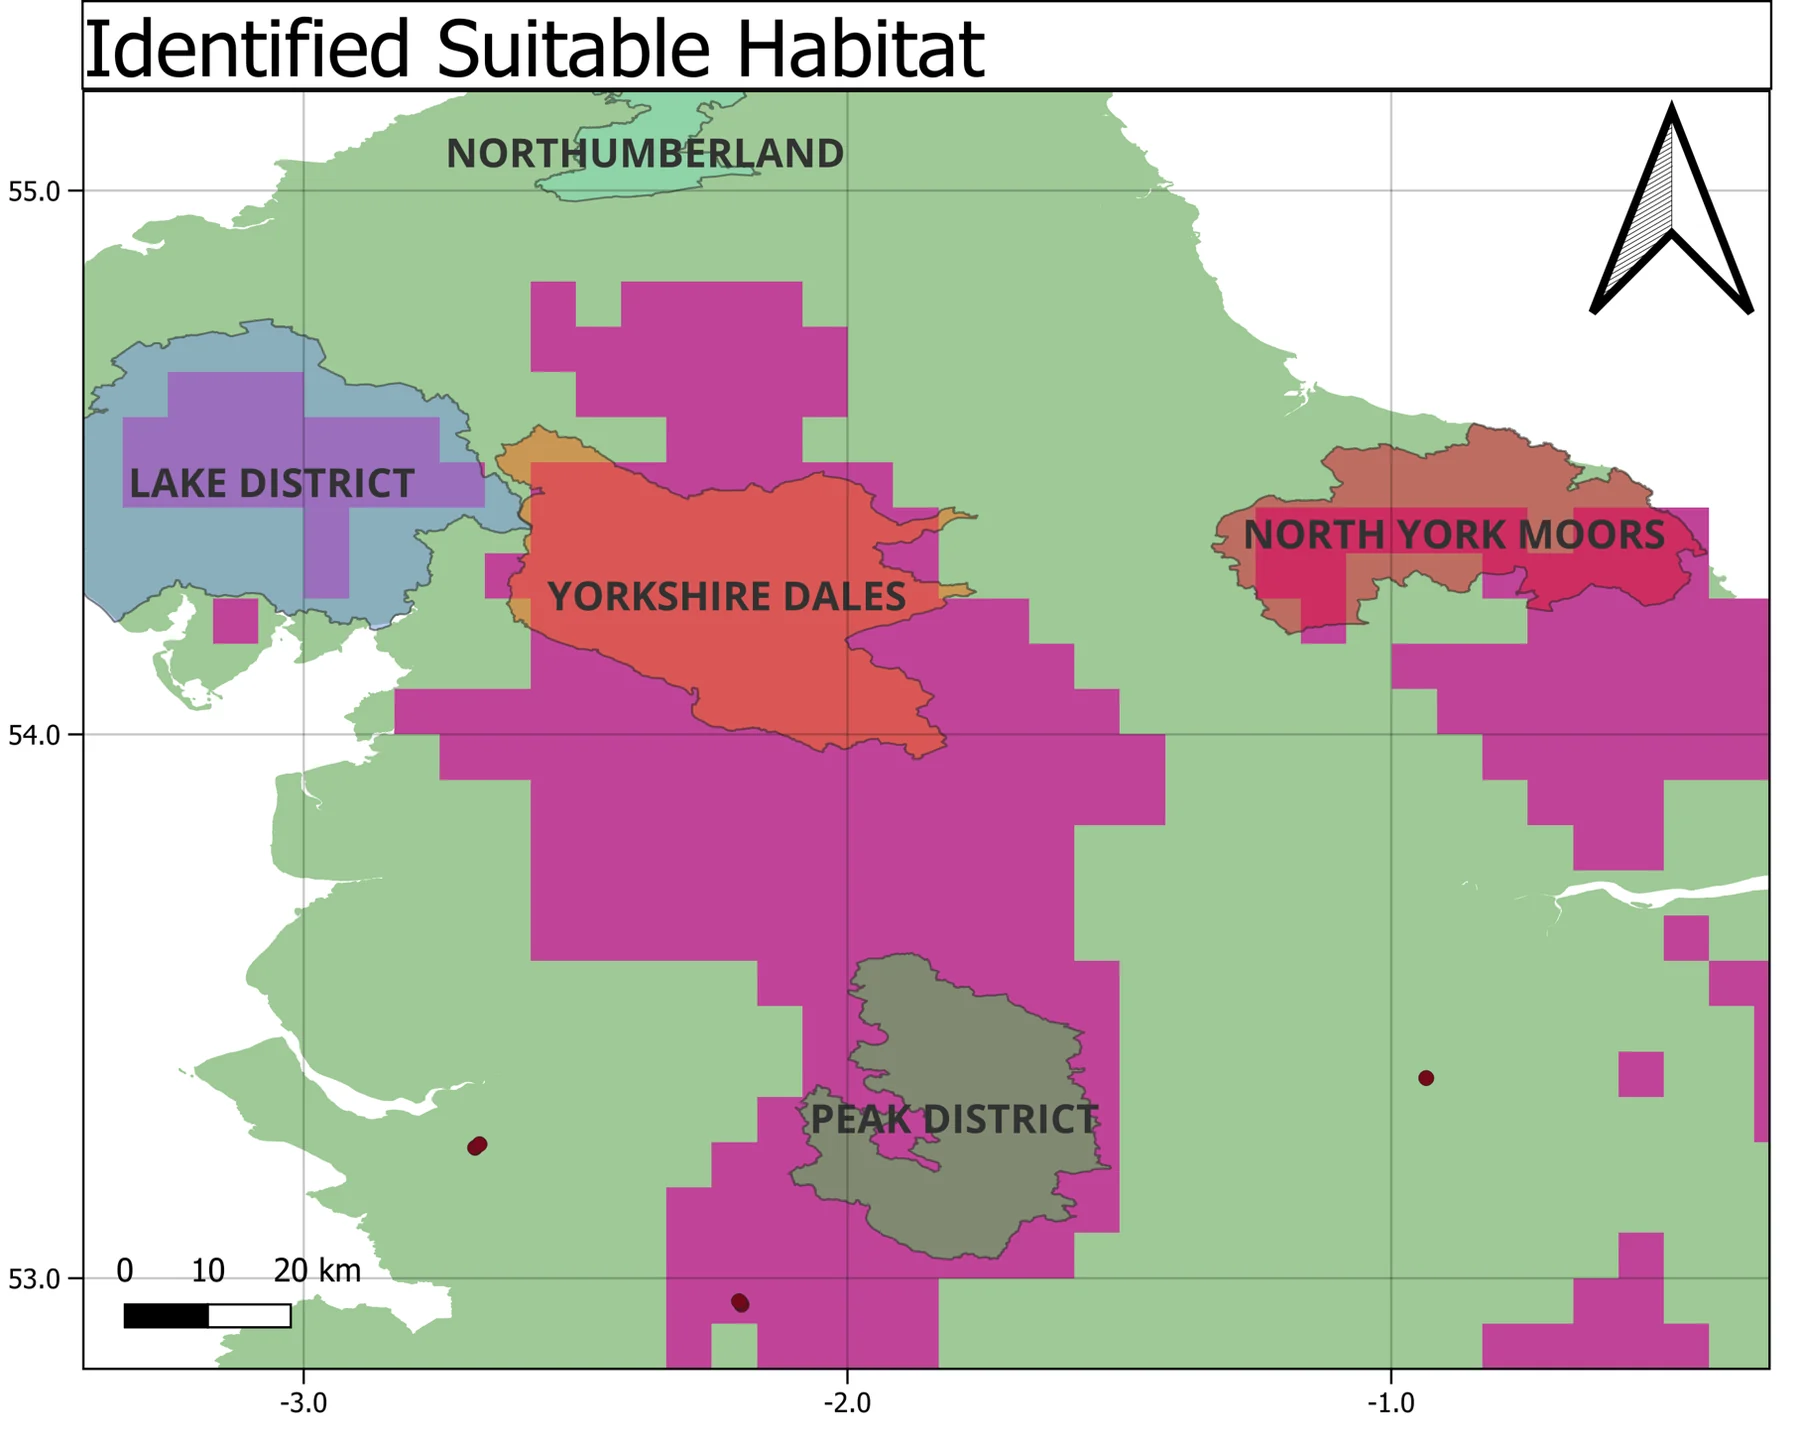 Identified Suitable Habitat
NORTHUMBERLAND
55.0
LAKE DISTRICT
NORTH YORK MOORS
YORKSHIRE DALES
54.0
PEAK DISTRICT
0 10 20 km
53.0
-3.0 -2.0 -1.0